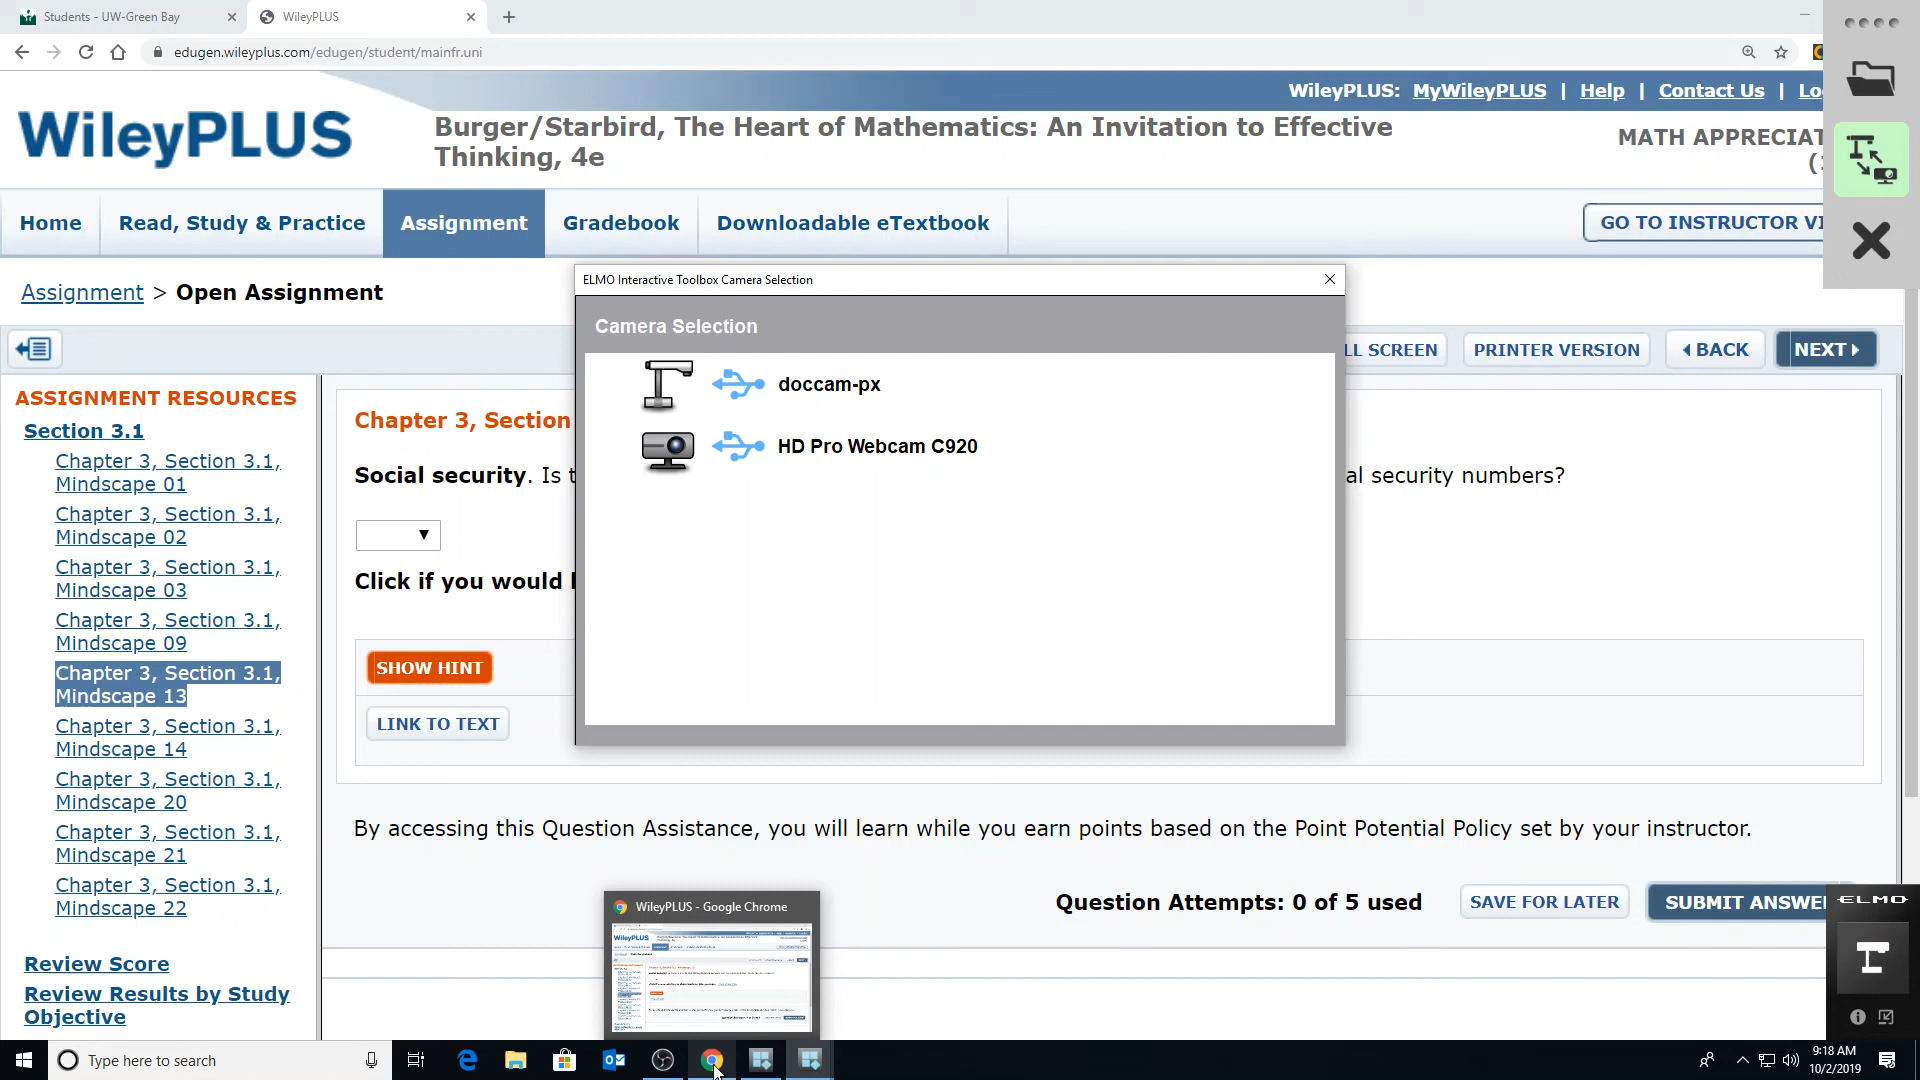 Students - UW-Green Bay
WileyPLUS
edugen.wileyplus.com/edugen/student/mainfr.uni
WileyPLUS: MyWileyPLUS | Help | Contact Us | Lo
WileyPLUS
Burger/Starbird, The Heart of Mathematics: An Invitation to Effective
Thinking, 4e
MATH APPRECIAT
Home
Read, Study & Practice
Assignment
Gradebook
Downloadable eTextbook
GO TO INSTRUCTOR VI
Assignment > Open Assignment
ELMO Interactive Toolbox Camera Selection
Camera Selection
doccam-px
HD Pro Webcam C920
LL SCREEN
PRINTER VERSION
BACK
NEXT
ASSIGNMENT RESOURCES
Section 3.1
Chapter 3, Section 3.1,
Mindscape 01
Chapter 3, Section 3.1,
Mindscape 02
Chapter 3, Section 3.1,
Mindscape 03
Chapter 3, Section 3.1,
Mindscape 09
Chapter 3, Section 3.1,
Mindscape 13
Chapter 3, Section 3.1,
Mindscape 14
Chapter 3, Section 3.1,
Mindscape 20
Chapter 3, Section 3.1,
Mindscape 21
Chapter 3, Section 3.1,
Mindscape 22
Review Score
Review Results by Study
Objective
Chapter 3, Section
Social security. Is t
al security numbers?
Click if you would l
SHOW HINT
LINK TO TEXT
By accessing this Question Assistance, you will learn while you earn points based on the Point Potential Policy set by your instructor.
Question Attempts: 0 of 5 used
SAVE FOR LATER
SUBMIT ANSWE
ELMO
WileyPLUS - Google Chrome
Type here to search
9:18 AM
10/2/2019